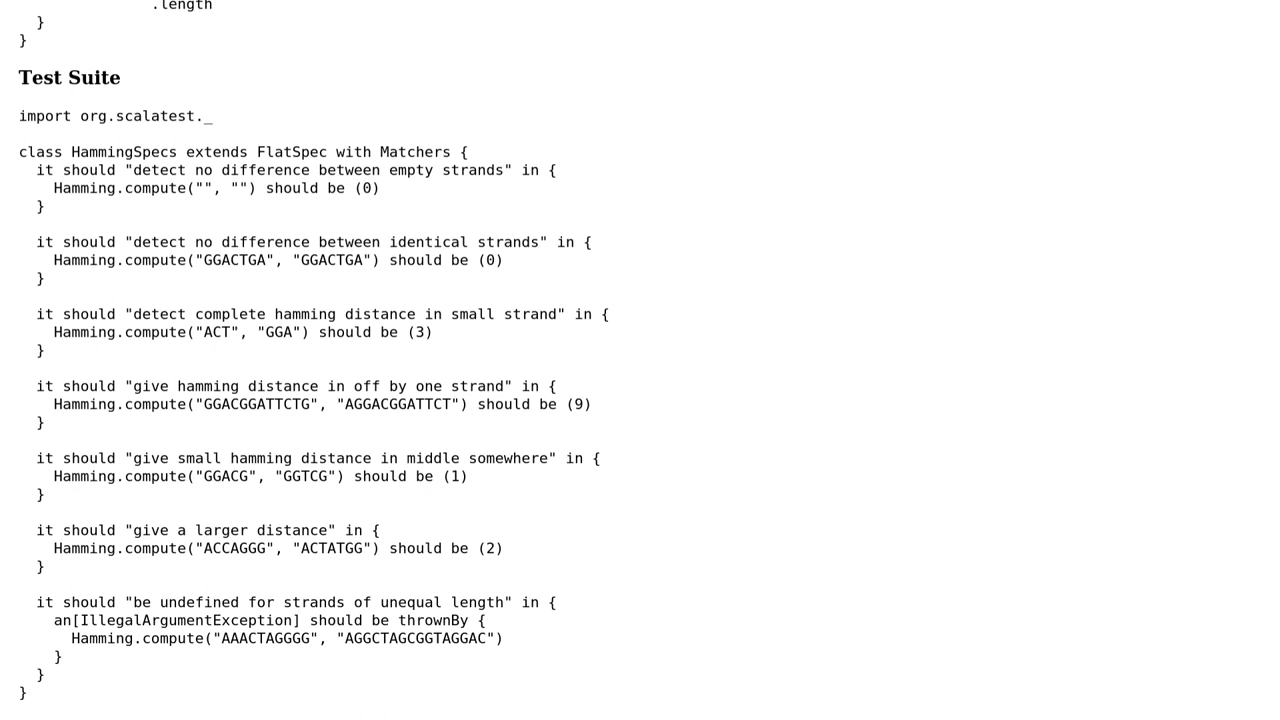 .length
  }
}
Test Suite
import org.scalatest._
class HammingSpecs extends FlatSpec with Matchers {
  it should "detect no difference between empty strands" in {
    Hamming.compute("", "") should be (0)
  }
  it should "detect no difference between identical strands" in {
    Hamming.compute("GGACTGA", "GGACTGA") should be (0)
  }
  it should "detect complete hamming distance in small strand" in {
    Hamming.compute("ACT", "GGA") should be (3)
  }
  it should "give hamming distance in off by one strand" in {
    Hamming.compute("GGACGGATTCTG", "AGGACGGATTCT") should be (9)
  }
  it should "give small hamming distance in middle somewhere" in {
    Hamming.compute("GGACG", "GGTCG") should be (1)
  }
  it should "give a larger distance" in {
    Hamming.compute("ACCAGGG", "ACTATGG") should be (2)
  }
  it should "be undefined for strands of unequal length" in {
    an[IllegalArgumentException] should be thrownBy {
      Hamming.compute("AAACTAGGGG", "AGGCTAGCGGTAGGAC")
    }
  }
}